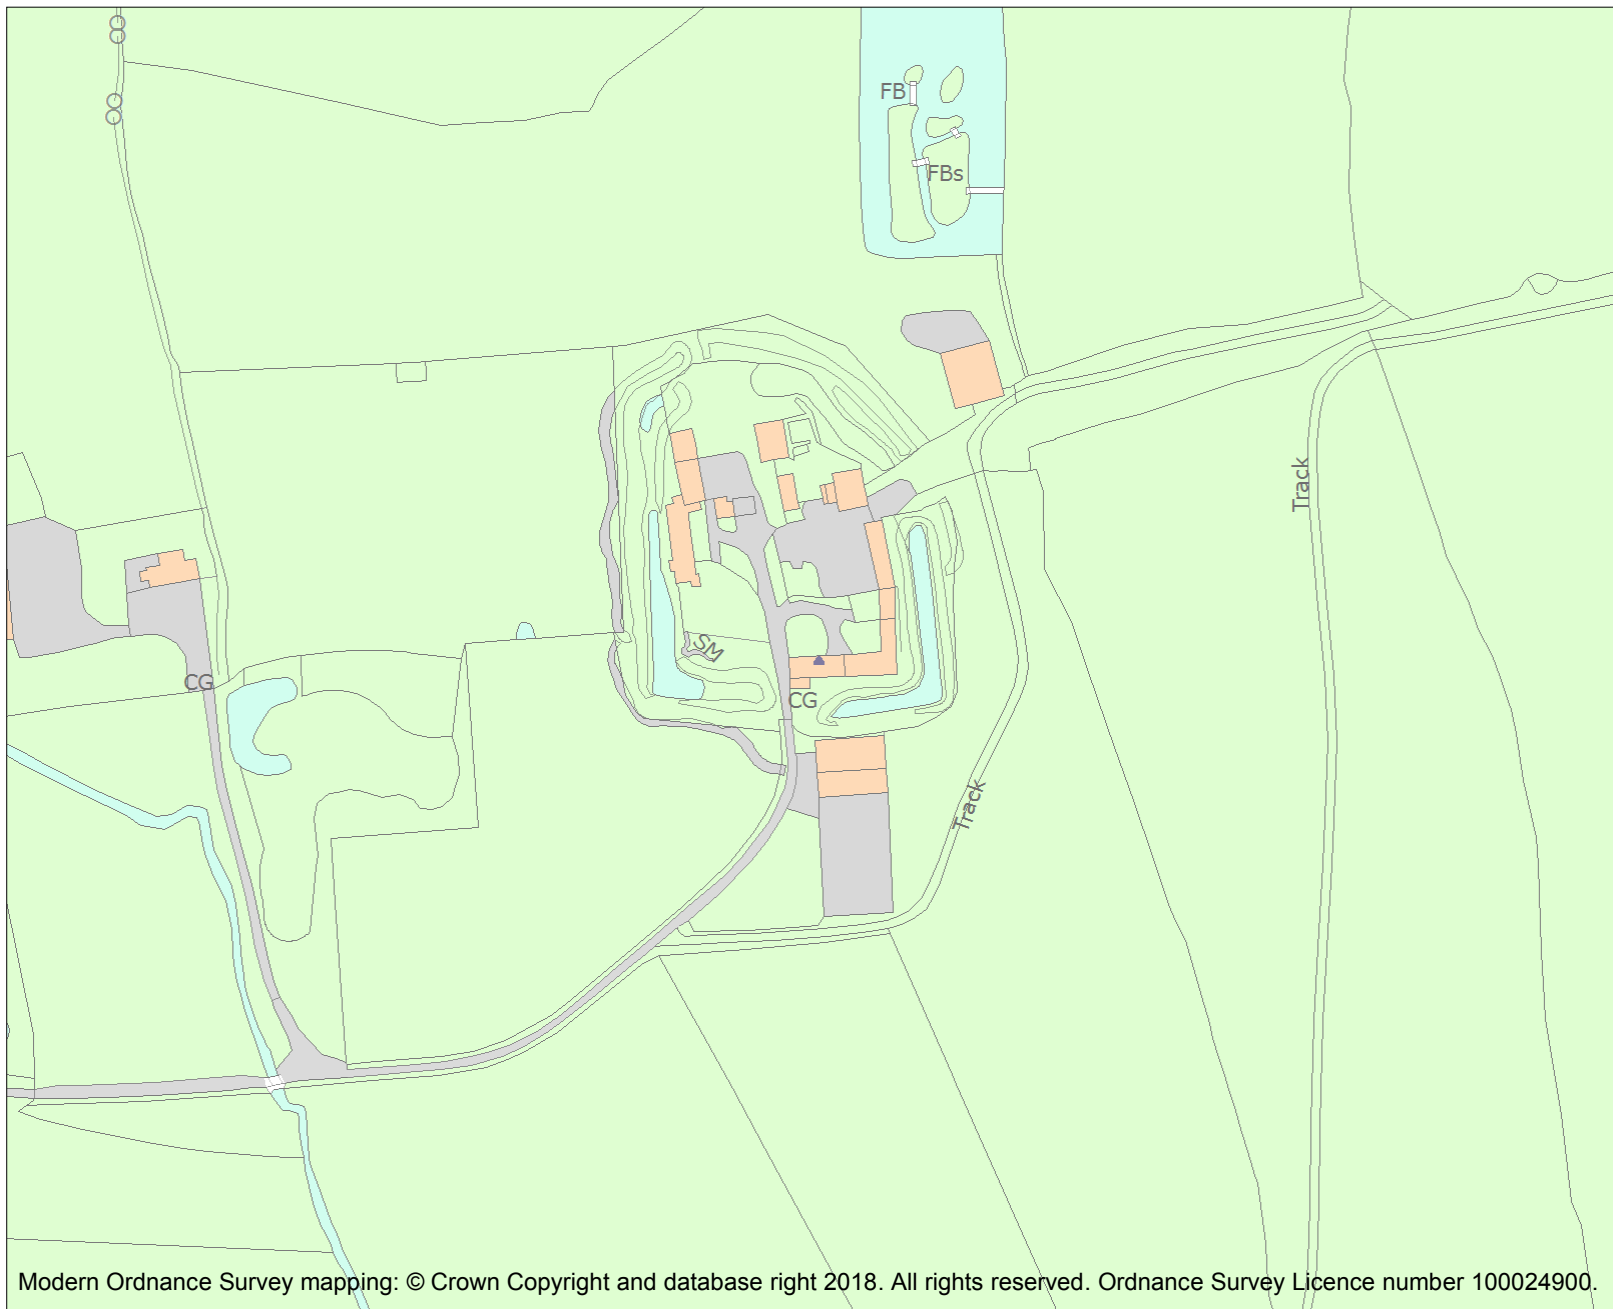 FB
FBs
Track
SM
CG
CG
Track
Modern Ordnance Survey mapping: © Crown Copyright and database right 2018. All rights reserved. Ordnance Survey Licence number 100024900.